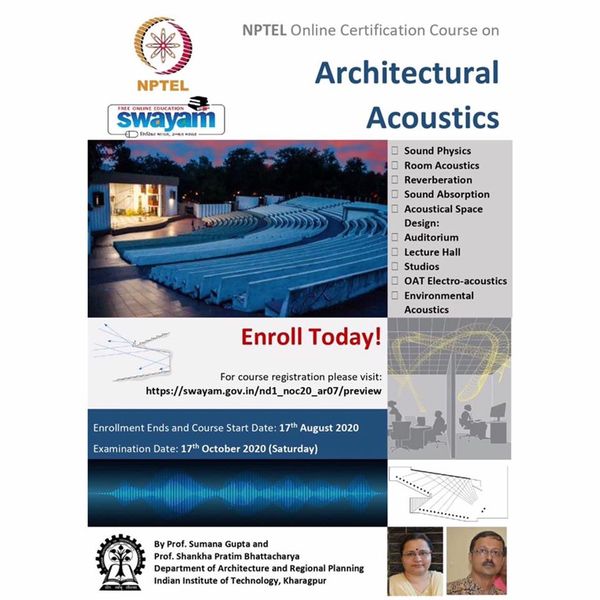 NPTEL Online Certification Course on
Architectural
Acoustics
NPTEL
FREE ONLINE EDUCATION
swayam
शिक्षित भारत, उन्नत भारत
Sound Physics
Room Acoustics
Reverberation
Sound Absorption
Acoustical Space
Design:
Auditorium
Lecture Hall
Studios
OAT Electro-acoustics
Environmental
Acoustics
Enroll Today!
For course registration please visit:
https://swayam.gov.in/nd1_noc20_ar07/preview
Enrollment Ends and Course Start Date: 17th August 2020
Examination Date: 17th October 2020 (Saturday)
By Prof. Sumana Gupta and
Prof. Shankha Pratim Bhattacharya
Department of Architecture and Regional Planning
Indian Institute of Technology, Kharagpur